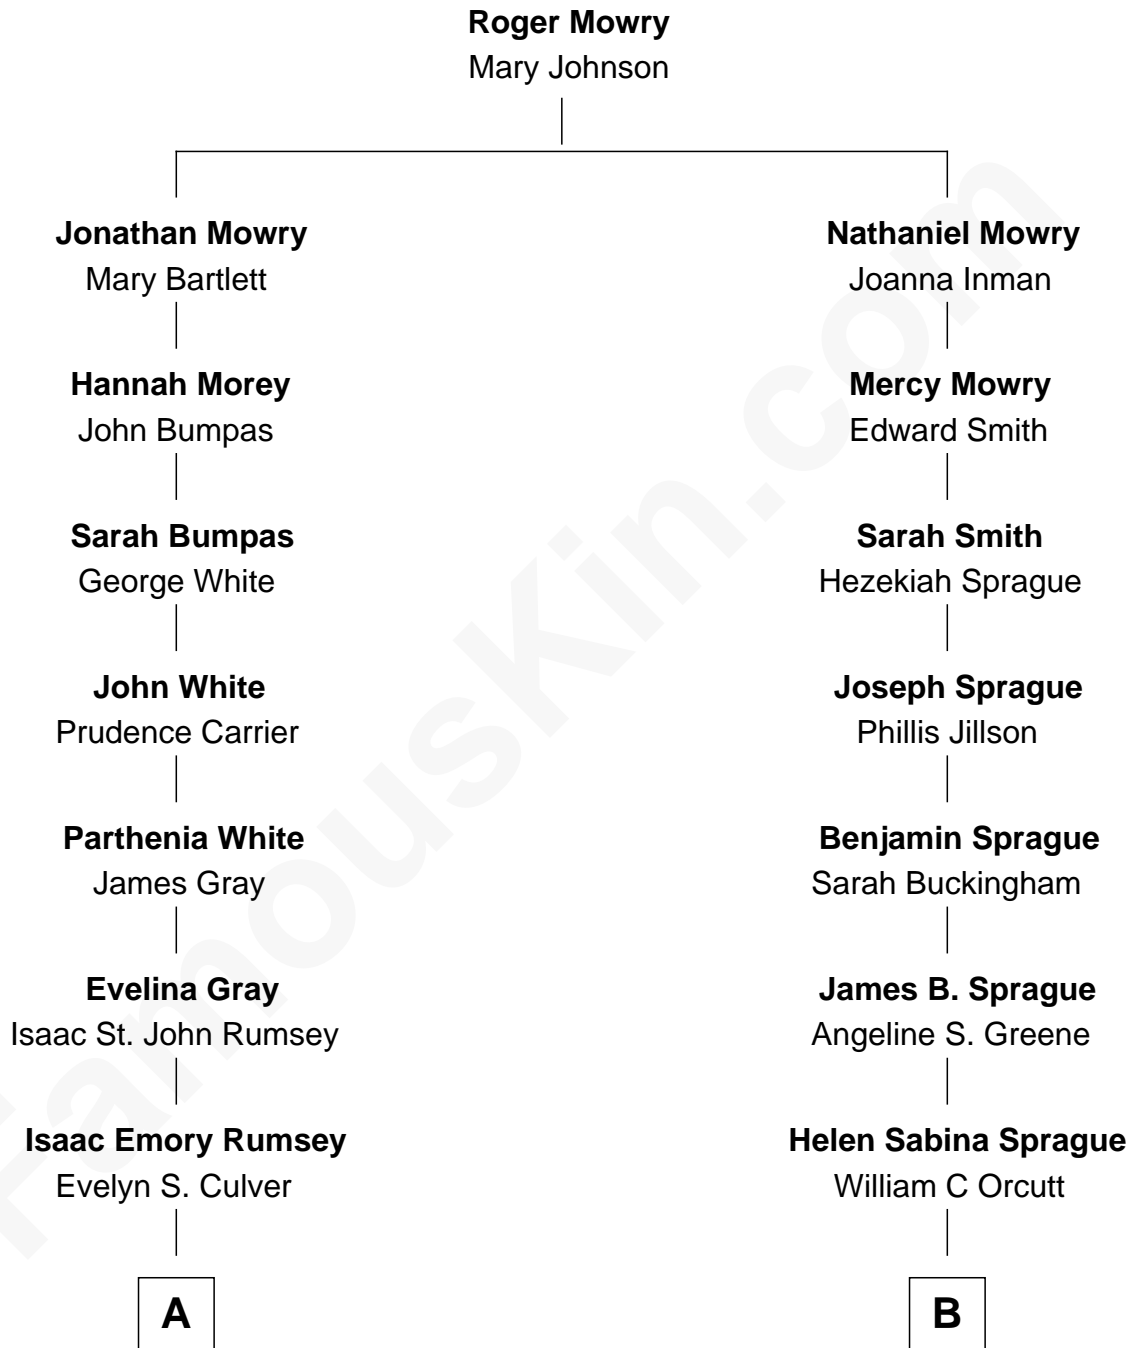 Roger Mowry
Mary Johnson
Jonathan Mowry
Mary Bartlett
Nathaniel Mowry
Joanna Inman
Hannah Morey
John Bumpas
Mercy Mowry
Edward Smith
Sarah Bumpas
George White
Sarah Smith
Hezekiah Sprague
John White
Prudence Carrier
Joseph Sprague
Phillis Jillson
Parthenia White
James Gray
Benjamin Sprague
Sarah Buckingham
Evelina Gray
Isaac St. John Rumsey
James B. Sprague
Angeline S. Greene
Isaac Emory Rumsey
Evelyn S. Culver
Helen Sabina Sprague
William C Orcutt
A
B
FamousKin.com